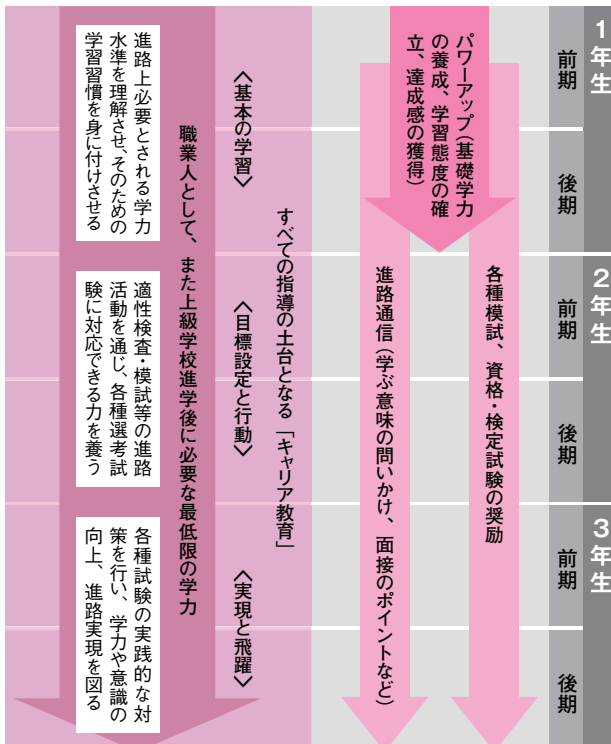 1年生
前期
後期
2年生
前期
後期
3年生
前期
後期
各種模試、資格・検定試験の奨励
パワーアップ(基礎学力
の養成、学習態度の確
立、達成感の獲得)
進路通信(学ぶ意味の問いかけ、面接のポイントなど)
すべての指導の土台となる「キャリア教育」
〈基本の学習〉
〈目標設定と行動〉
〈実現と飛躍〉
職業人として、また上級学校進学後に必要な最低限の学力
進路上必要とされる学力
水準を理解させ、そのための
学習習慣を身に付けさせる
適性検査・模試等の進路
活動を通じ、各種選考試
験に対応できる力を養う
各種試験の実践的な対
策を行い、学力や意識の
向上、進路実現を図る